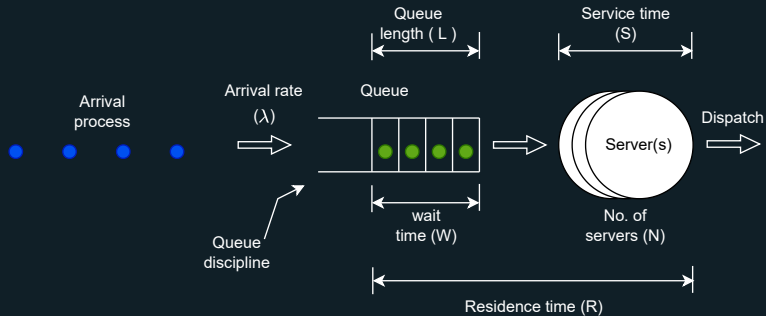 Queue
length ( L )
Service time
(S)
Arrival
process
Arrival rate
(λ)
Queue
Dispatch
Server(s)
wait
time (W)
No. of
servers (N)
Queue
discipline
Residence time (R)